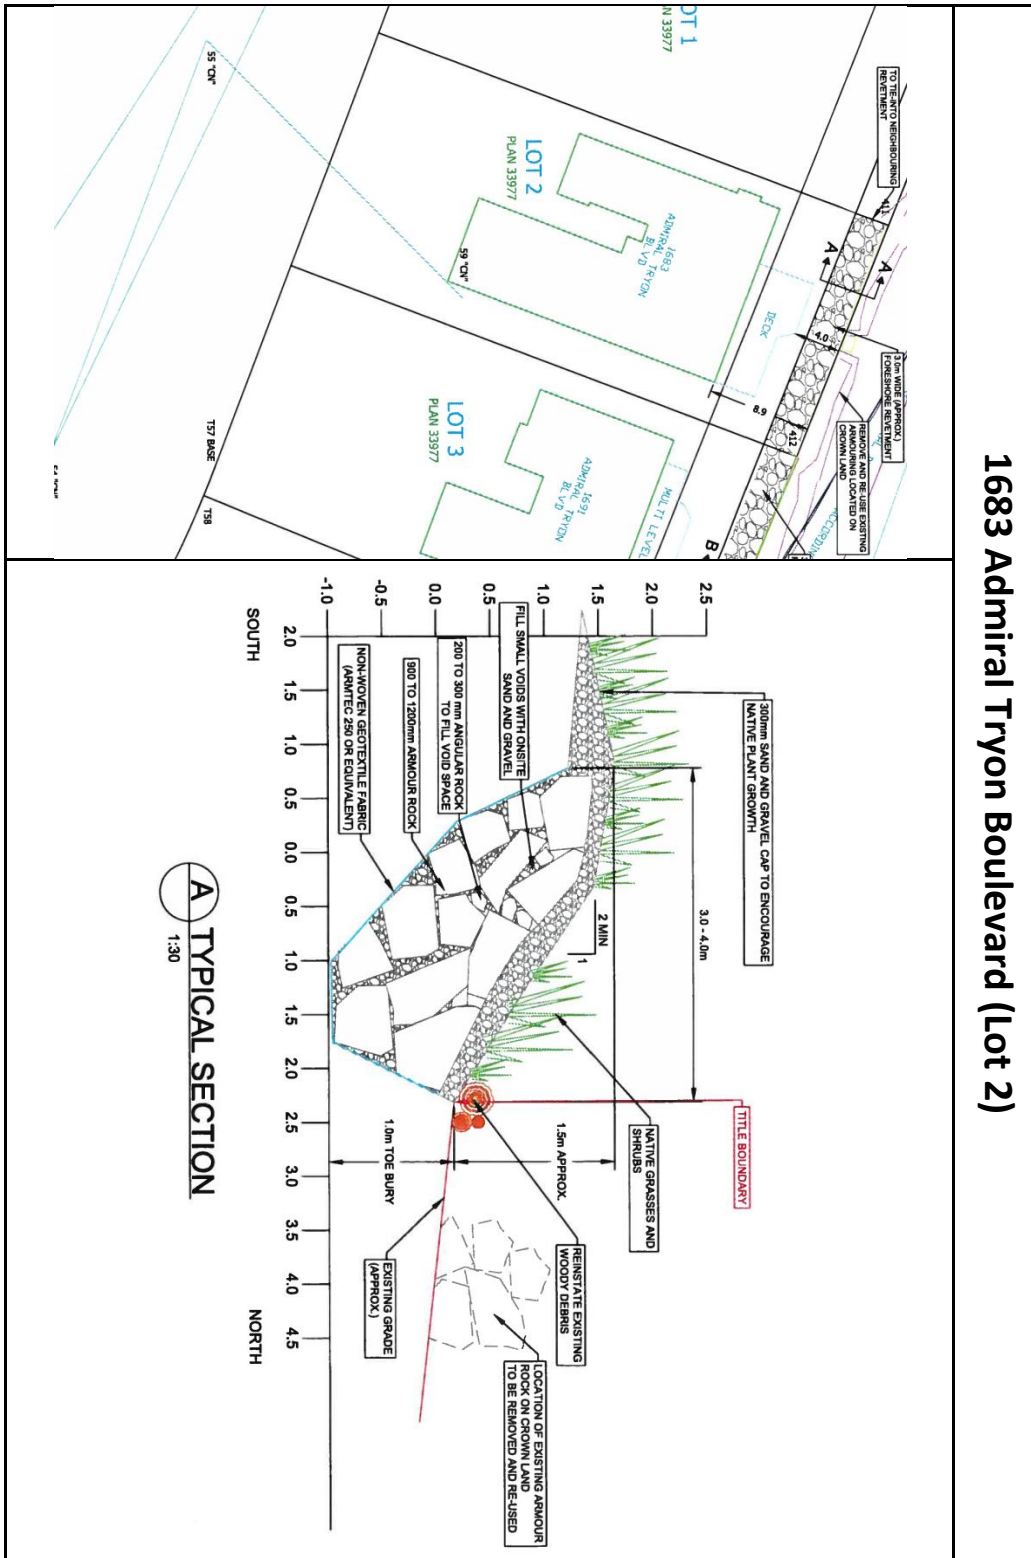 1683 Admiral Tryon Boulevard (Lot 2)
LOT 1
33977
TO TIE-INTO NEIGHBOURING
REVETMENT
411
A
A
3.0m WIDE (APPROX.)
FORESHORE REVETMENT
REMOVE AND RE-USE EXISTING
ARMOURING LOCATED ON
CROWN LAND
4.0
412
8.9
DECK
LOT 2
PLAN 33977
1683
ADMIRAL TRYON
BLVD
55 "CN"
59 "CN"
LOT 3
PLAN 33977
1691
ADMIRAL TRYON
BLVD
MULTI LEVEL
B
T57 BASE
T58
2.5
2.0
1.5
1.0
0.5
0.0
-0.5
-1.0
300mm SAND AND GRAVEL CAP TO ENCOURAGE
NATIVE PLANT GROWTH
3.0 - 4.0m
TITLE BOUNDARY
2 MIN
1
NATIVE GRASSES AND
SHRUBS
1.5m APPROX.
REINSTATE EXISTING
WOODY DEBRIS
LOCATION OF EXISTING ARMOUR
ROCK ON CROWN LAND
TO BE REMOVED AND RE-USED
FILL SMALL VOIDS WITH ONSITE
SAND AND GRAVEL
200 TO 300 mm ANGULAR ROCK
TO FILL VOID SPACE
900 TO 1200mm ARMOUR ROCK
NON-WOVEN GEOTEXTILE FABRIC
(ARMTEC 250 OR EQUIVALENT)
1.0m TOE BURY
EXISTING GRADE
(APPROX.)
2.0 1.5 1.0 0.5 0.0 0.5 1.0 1.5 2.0 2.5 3.0 3.5 4.0 4.5
SOUTH
NORTH
A TYPICAL SECTION
1:30